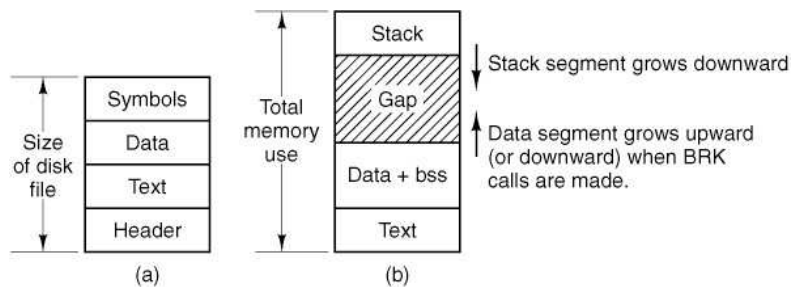 Symbols
Data
Text
Header
Size
of disk
file
(a)
Stack
Gap
Data + bss
Text
Total
memory
use
(b)
Stack segment grows downward
Data segment grows upward
(or downward) when BRK
calls are made.